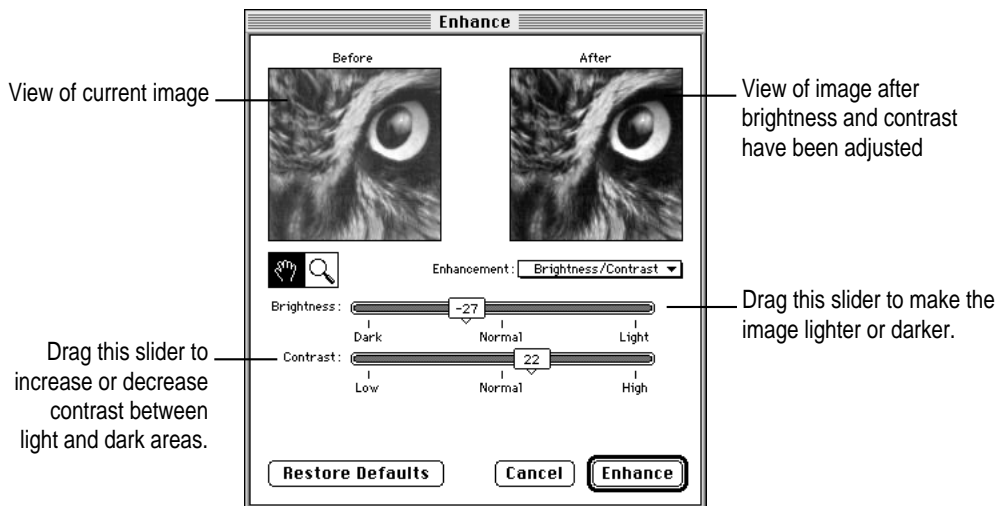 Enhance
Before
After
View of current image
View of image after
brightness and contrast
have been adjusted
Enhancement: Brightness/Contrast
Brightness:
-27
Dark Normal Light
Drag this slider to make the
image lighter or darker.
Contrast:
22
Low Normal High
Drag this slider to
increase or decrease
contrast between
light and dark areas.
Restore Defaults
Cancel
Enhance